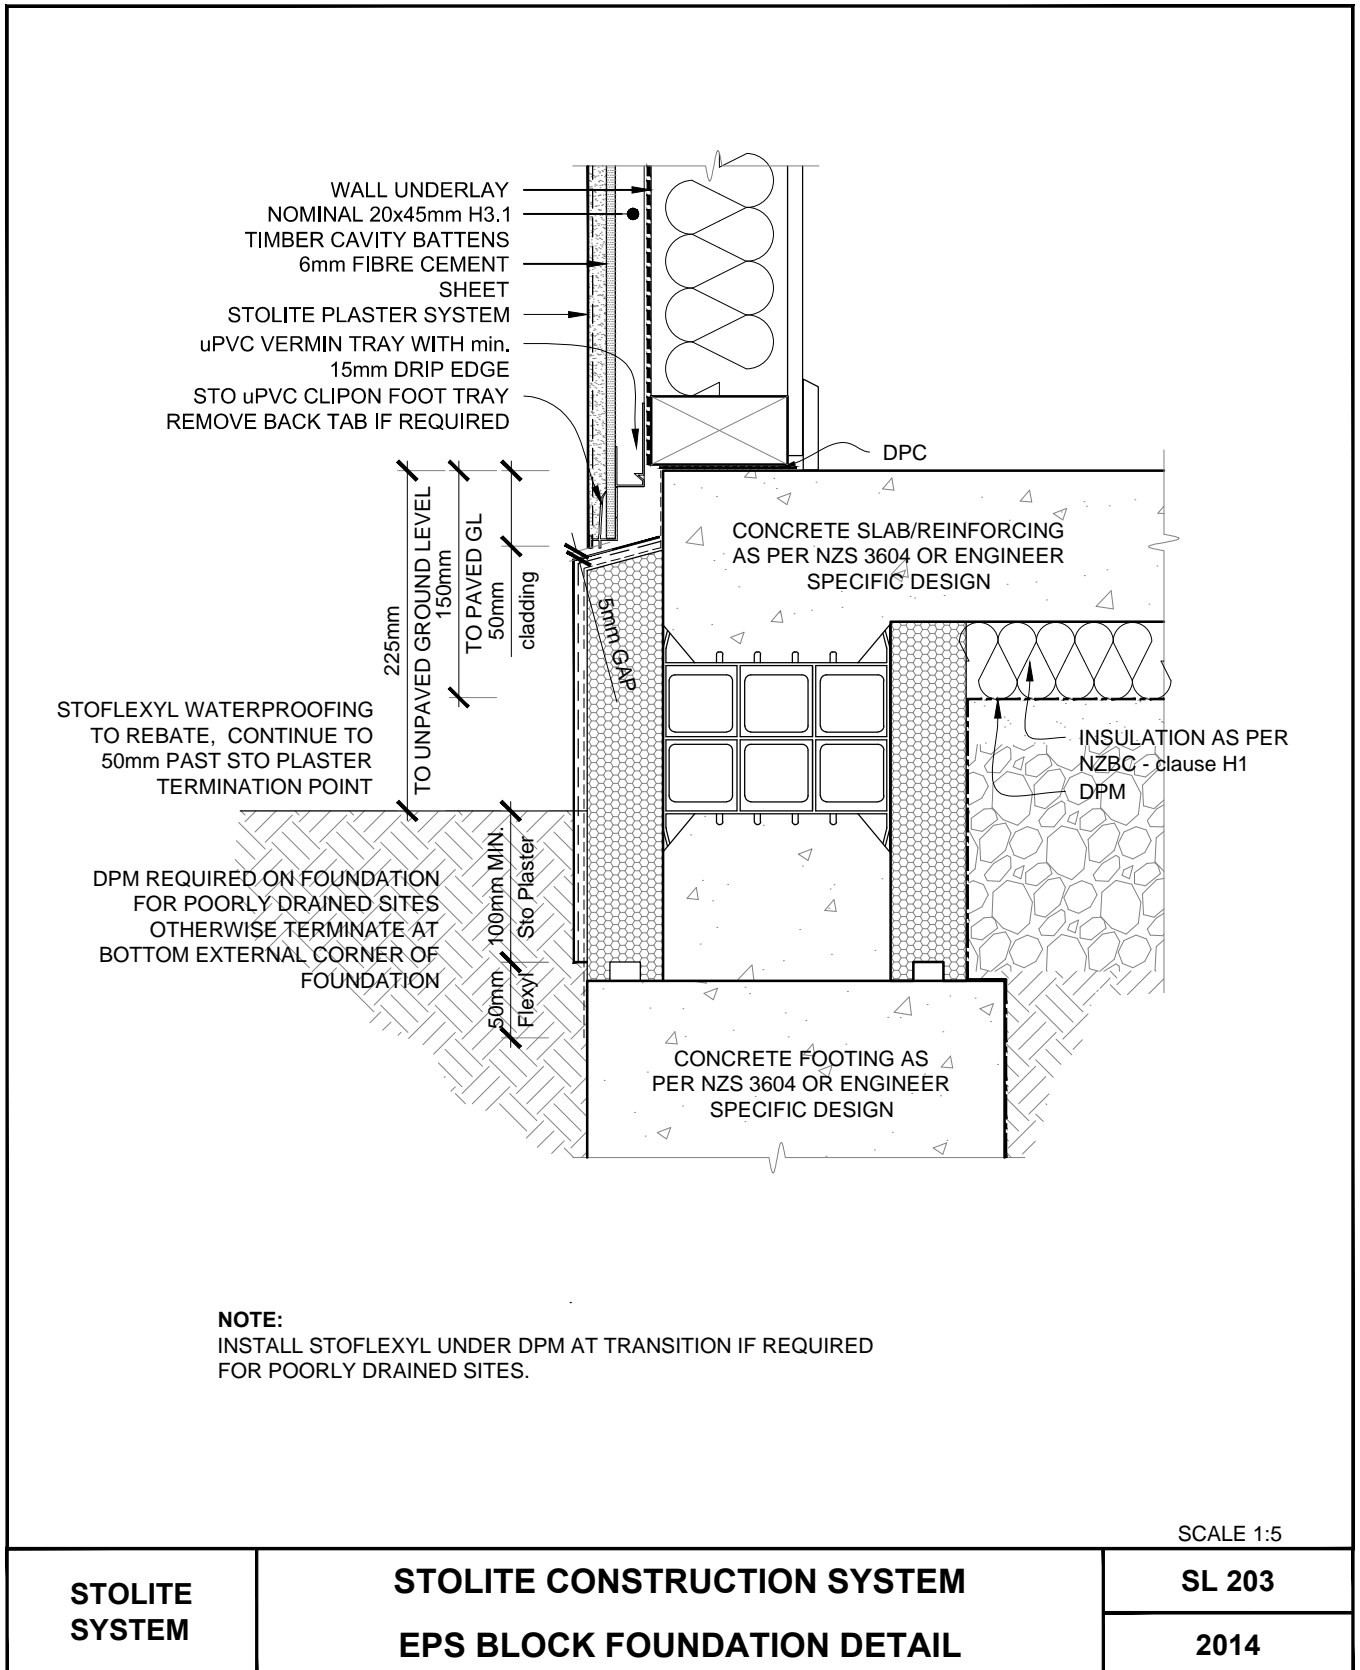 WALL UNDERLAY
NOMINAL 20x45mm H3.1
TIMBER CAVITY BATTENS
6mm FIBRE CEMENT
SHEET
STOLITE PLASTER SYSTEM
uPVC VERMIN TRAY WITH min.
15mm DRIP EDGE
STO uPVC CLIPON FOOT TRAY
REMOVE BACK TAB IF REQUIRED
DPC
CONCRETE SLAB/REINFORCING
AS PER NZS 3604 OR ENGINEER
SPECIFIC DESIGN
225mm
TO UNPAVED GROUND LEVEL
150mm
TO PAVED GL
50mm
cladding
5mm GAP
STOFLEXYL WATERPROOFING
TO REBATE, CONTINUE TO
50mm PAST STO PLASTER
TERMINATION POINT
INSULATION AS PER
NZBC - clause H1
DPM
DPM REQUIRED ON FOUNDATION
FOR POORLY DRAINED SITES
OTHERWISE TERMINATE AT
BOTTOM EXTERNAL CORNER OF
FOUNDATION
100mm MIN.
Sto Plaster
50mm
Flexyl
CONCRETE FOOTING AS
PER NZS 3604 OR ENGINEER
SPECIFIC DESIGN
NOTE:
INSTALL STOFLEXYL UNDER DPM AT TRANSITION IF REQUIRED
FOR POORLY DRAINED SITES.
SCALE 1:5
STOLITE
SYSTEM
STOLITE CONSTRUCTION SYSTEM
EPS BLOCK FOUNDATION DETAIL
SL 203
2014